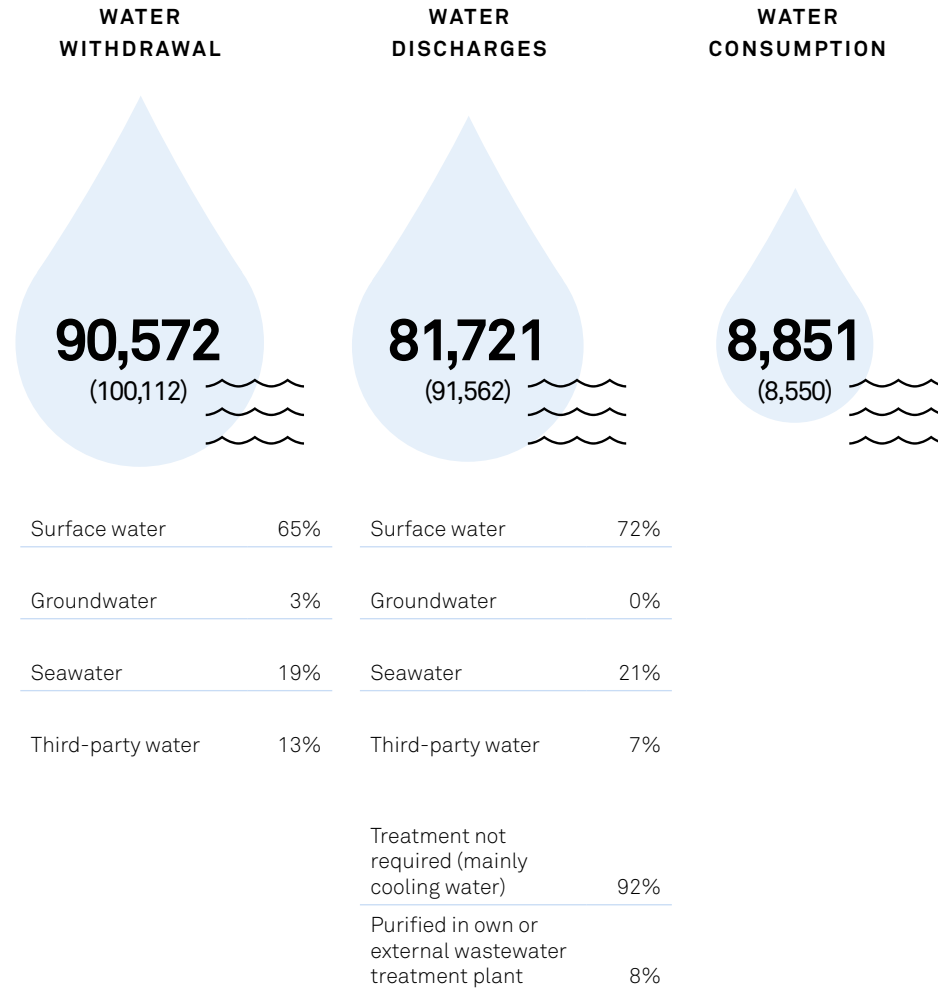 WATER
WITHDRAWAL
90,572
(100,112)
Surface water 65%
Groundwater 3%
Seawater 19%
Third-party water 13%
WATER
DISCHARGES
81,721
(91,562)
Surface water 72%
Groundwater 0%
Seawater 21%
Third-party water 7%
Treatment not
required (mainly
cooling water) 92%
Purified in own or
external wastewater
treatment plant 8%
WATER
CONSUMPTION
8,851
(8,550)